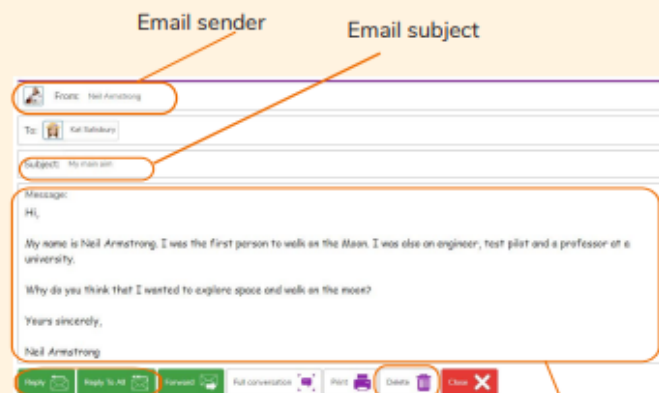 Email sender
Email subject
From: Neil Armstrong
To: Kat Salisbury
Subject: My main aim
Message:
Hi,
My name is Neil Armstrong. I was the first person to walk on the Moon. I was also an engineer, test pilot and a professor at a
university.
Why do you think that I wanted to explore space and walk on the moon?
Yours sincerely,
Neil Armstrong
Reply Reply To All Forward Full conversation Print Delete Close